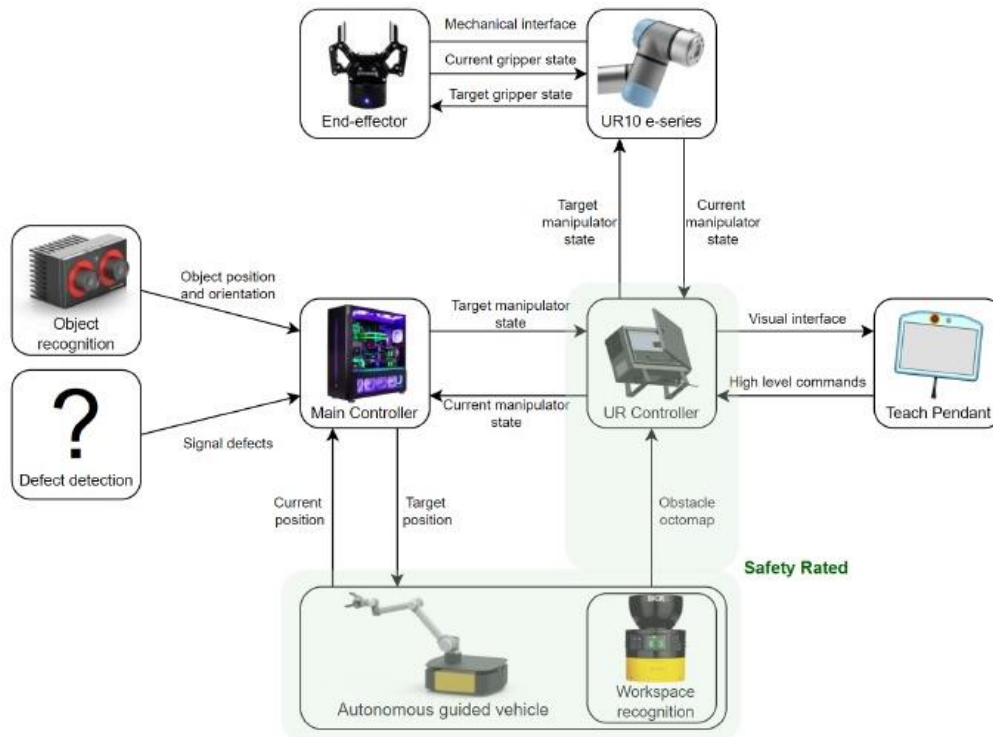 Mechanical interface
Current gripper state
Target gripper state
End-effector
UR10 e-series
Target
manipulator
state
Current
manipulator
state
Object position
and orientation
Object
recognition
Target manipulator
state
Visual interface
Main Controller
Current manipulator
state
UR Controller
High level commands
Teach Pendant
Signal defects
?
Defect detection
Current
position
Target
position
Obstacle
octomap
Safety Rated
SICK
Autonomous guided vehicle
Workspace
recognition